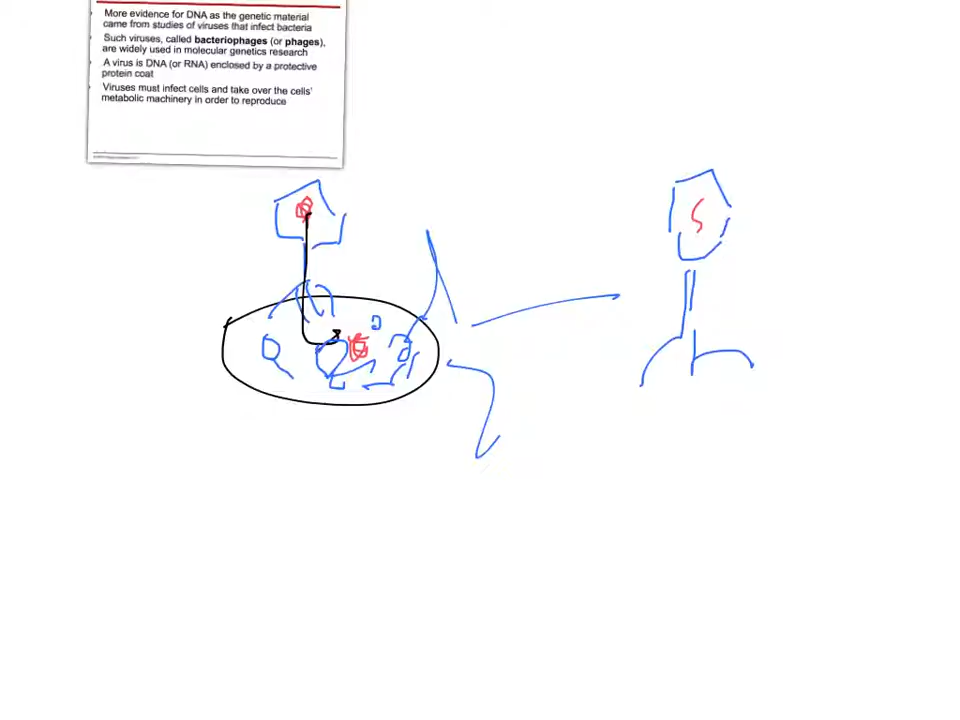 More evidence for DNA as the genetic material
came from studies of viruses that infect bacteria
Such viruses, called bacteriophages (or phages),
are widely used in molecular genetics research
A virus is DNA (or RNA) enclosed by a protective
protein coat
Viruses must infect cells and take over the cells'
metabolic machinery in order to reproduce